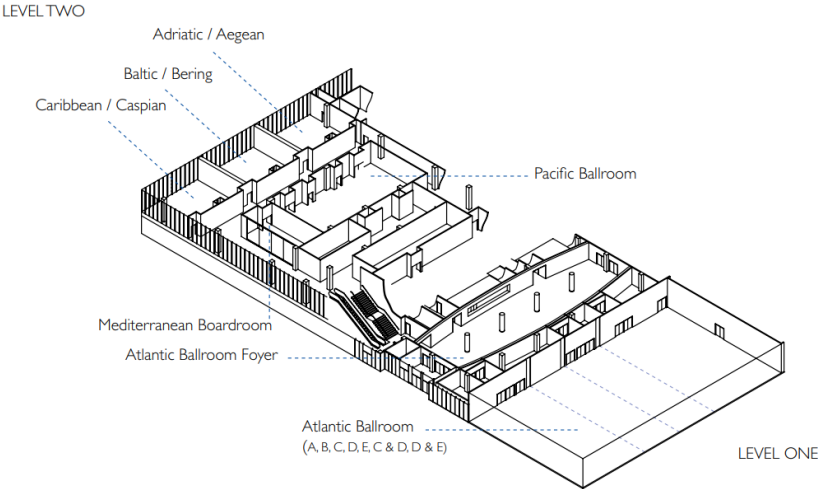 LEVEL TWO
Adriatic / Aegean
Baltic / Bering
Caribbean / Caspian
Pacific Ballroom
Mediterranean Boardroom
Atlantic Ballroom Foyer
Atlantic Ballroom
(A, B, C, D, E, C & D, D & E)
LEVEL ONE